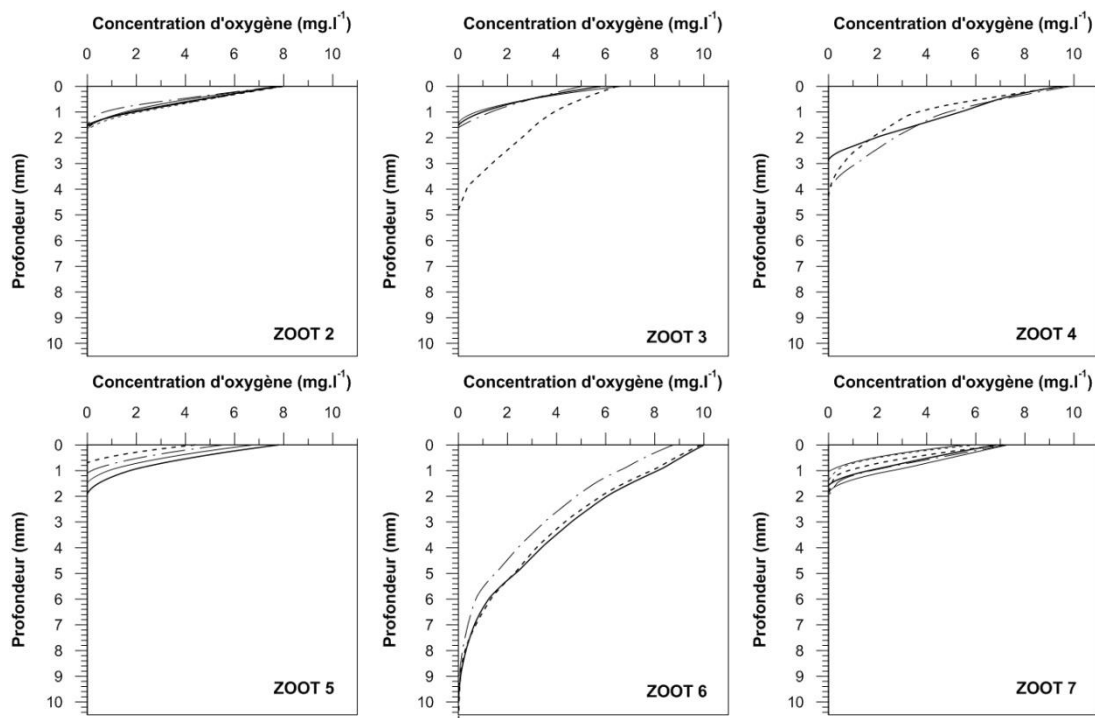 Concentration d'oxygène (mg.l-1) Concentration d'oxygène (mg.l-1) Concentration d'oxygène (mg.l-1)
0 2 4 6 8 10 0 2 4 6 8 10 0 2 4 6 8 10
Profondeur (mm) Profondeur (mm) Profondeur (mm)
0 0 0
1 1 1
2 2 2
3 3 3
4 4 4
5 5 5
6 6 6
7 7 7
8 8 8
9 9 9
10 10 10
ZOOT 2 ZOOT 3 ZOOT 4
Concentration d'oxygène (mg.l-1) Concentration d'oxygène (mg.l-1) Concentration d'oxygène (mg.l-1)
0 2 4 6 8 10 0 2 4 6 8 10 0 2 4 6 8 10
Profondeur (mm) Profondeur (mm) Profondeur (mm)
0 0 0
1 1 1
2 2 2
3 3 3
4 4 4
5 5 5
6 6 6
7 7 7
8 8 8
9 9 9
10 10 10
ZOOT 5 ZOOT 6 ZOOT 7